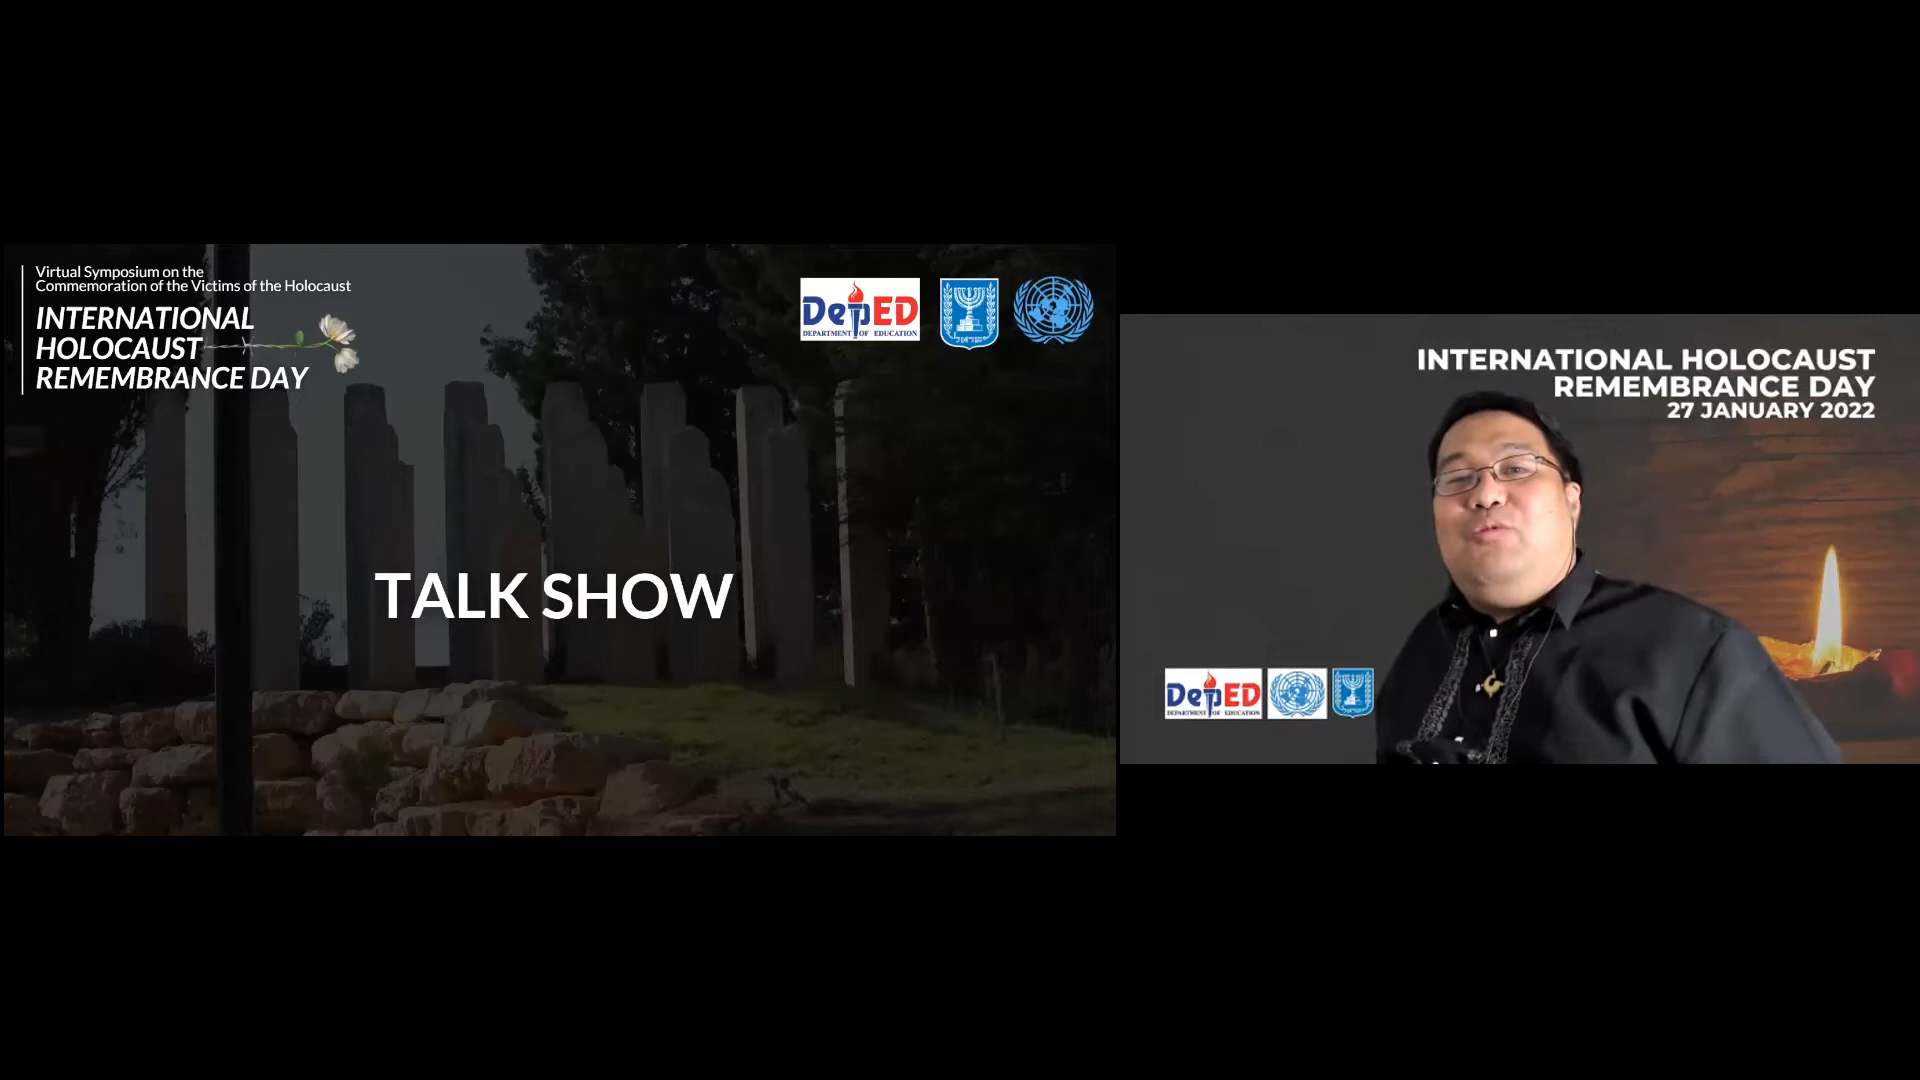 Virtual Symposium on the
Commemoration of the Victims of the Holocaust
INTERNATIONAL
HOLOCAUST
REMEMBRANCE DAY
DepED
DEPARTMENT OF EDUCATION
ישראל
TALK SHOW
INTERNATIONAL HOLOCAUST
REMEMBRANCE DAY
27 JANUARY 2022
DepED
DEPARTMENT OF EDUCATION